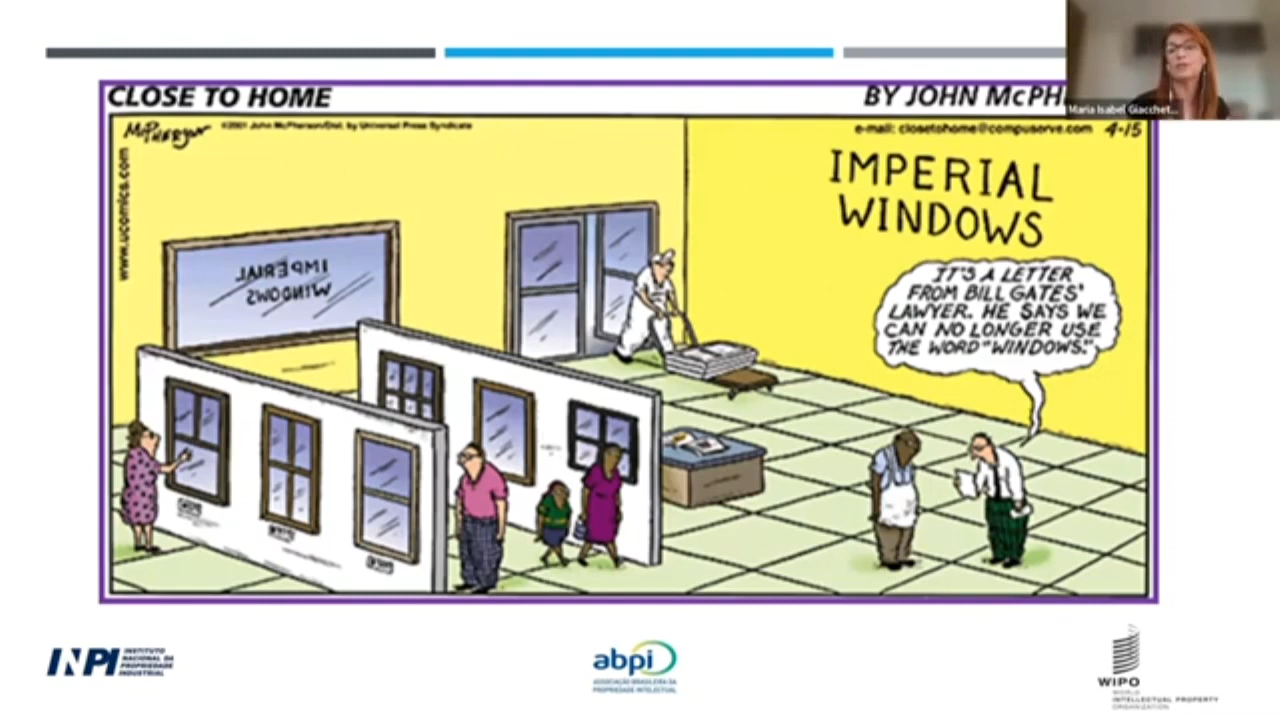 Maria Isabel Giacchet...
CLOSE TO HOME
BY JOHN McPH
McPHERSON
©2001 John McPherson/Dist. by Universal Press Syndicate
e-mail: closetohome@compuserve.com
4-15
www.ucomics.com
IMPERIAL
WINDOWS
IMPERIAL
WINDOWS
IT'S A LETTER
FROM BILL GATES'
LAWYER. HE SAYS WE
CAN NO LONGER USE
THE WORD "WINDOWS."
INPI
INSTITUTO
NACIONAL DA
PROPRIEDADE
INDUSTRIAL
abpi
ASSOCIAÇÃO BRASILEIRA DA
PROPRIEDADE INTELECTUAL
WIPO
WORLD
INTELLECTUAL PROPERTY
ORGANIZATION